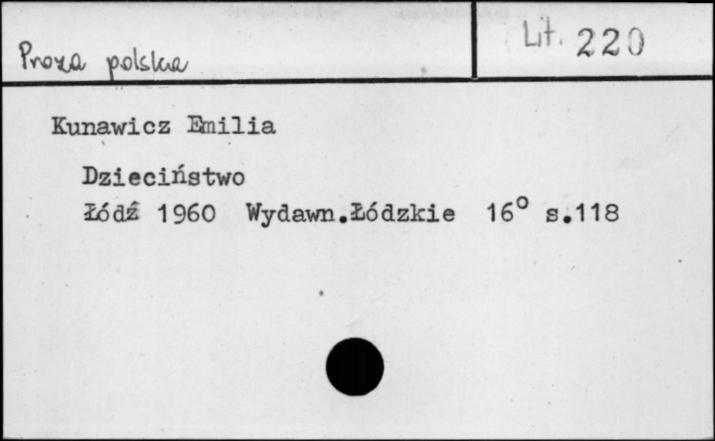 Proza polska
Lit. 220
Kunawicz Emilia
Dzieciństwo
Łódź 1960 Wydawn.Łódzkie 16° s.118